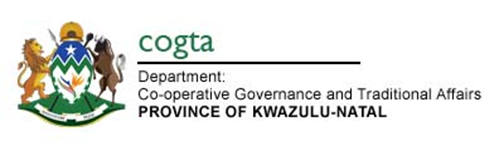 cogta
Department:
Co-operative Governance and Traditional Affairs
PROVINCE OF KWAZULU-NATAL